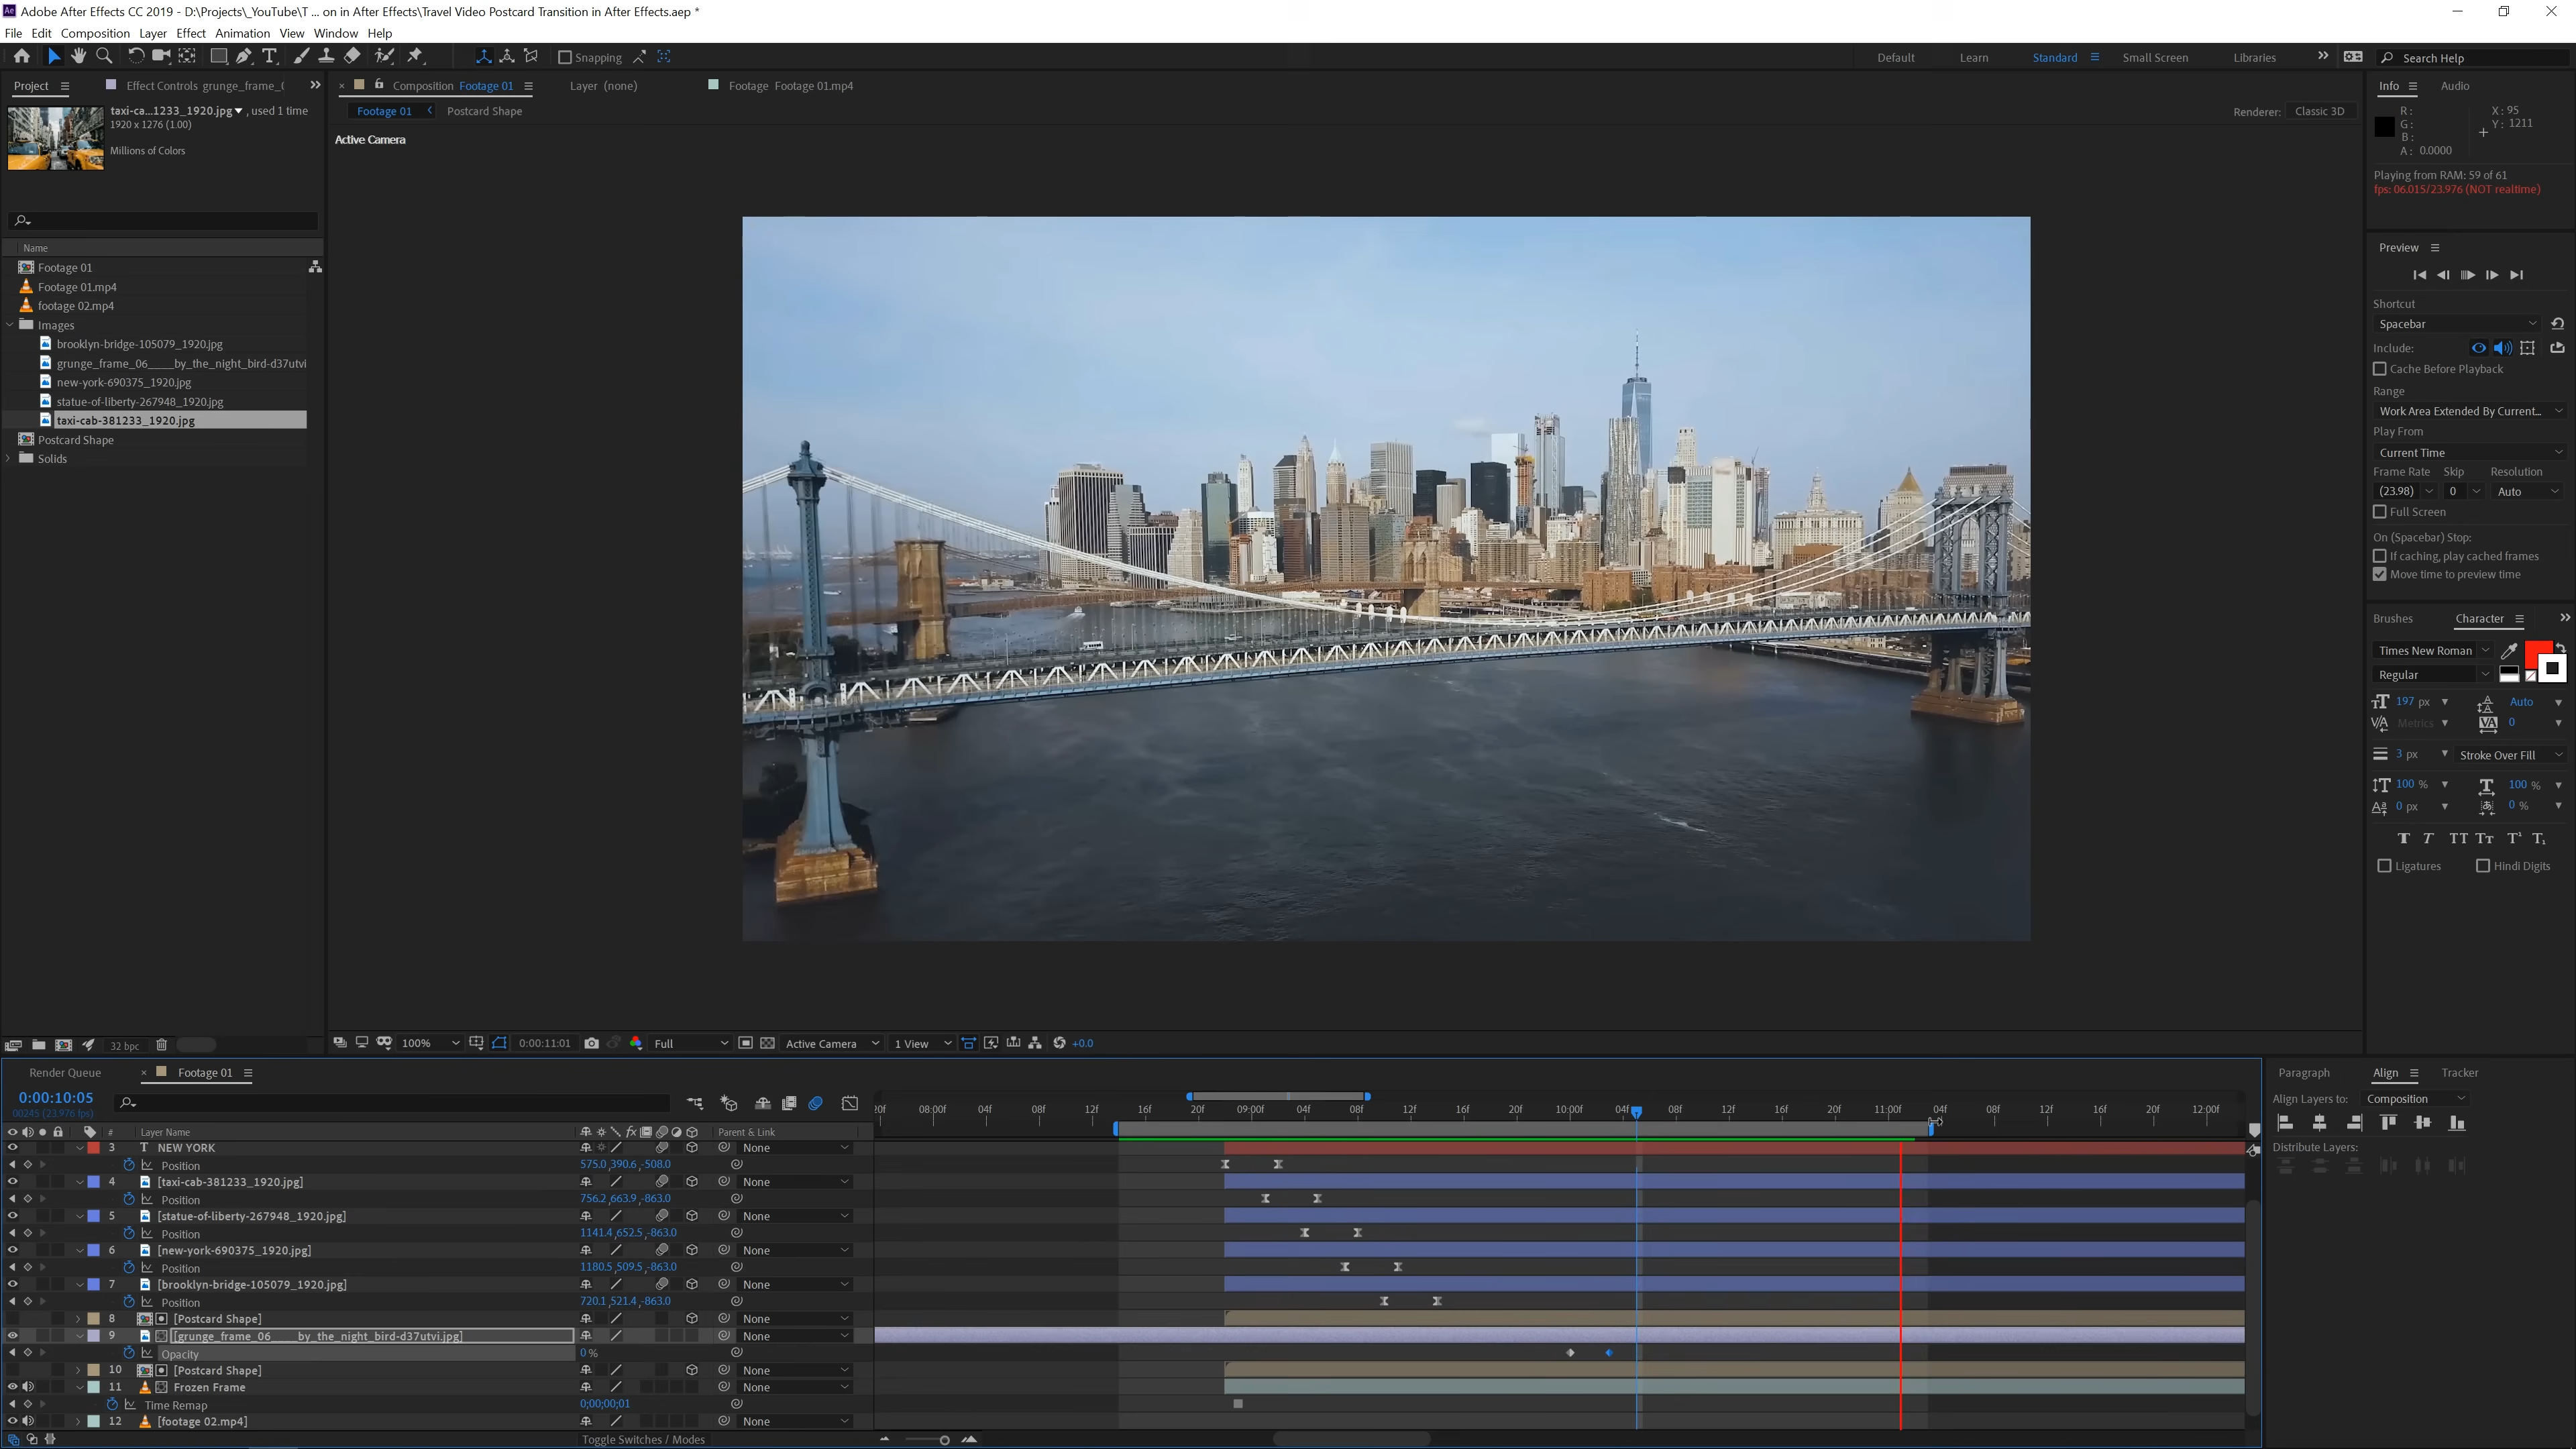 Adobe After Effects CC 2019 - D:\Projects\_YouTube\T ... on in After Effects\Travel Video Postcard Transition in After Effects.aep *
File Edit Composition Layer Effect Animation View Window Help
Snapping
Default Learn Standard Small Screen Libraries Search Help
Project Effect Controls grunge_frame_(
taxi-ca...1233_1920.jpg , used 1 time
1920 x 1276 (1.00)
Millions of Colors
Name
Footage 01
Footage 01.mp4
footage 02.mp4
Images
brooklyn-bridge-105079_1920.jpg
grunge_frame_06____by_the_night_bird-d37utvi
new-york-690375_1920.jpg
statue-of-liberty-267948_1920.jpg
taxi-cab-381233_1920.jpg
Postcard Shape
Solids
32 bpc
Composition Footage 01 Layer (none) Footage Footage 01.mp4
Footage 01 Postcard Shape
Renderer: Classic 3D
Active Camera
100% 0:00:11:01 Full Active Camera 1 View +0.0
Info Audio
R: X: 95
G: Y: 1211
B:
A: 0.0000
Playing from RAM: 59 of 61
fps: 06.015/23.976 (NOT realtime)
Preview
Shortcut
Spacebar
Include:
Cache Before Playback
Range
Work Area Extended By Current...
Play From
Current Time
Frame Rate Skip Resolution
(23.98) 0 Auto
Full Screen
On (Spacebar) Stop:
If caching, play cached frames
Move time to preview time
Brushes Character
Times New Roman
Regular
197 px Auto
Metrics 0
3 px Stroke Over Fill
100 % 100 %
0 px 0 %
Ligatures Hindi Digits
Render Queue Footage 01
0:00:10:05
00245 (23.976 fps)
20f 08:00f 04f 08f 12f 16f 20f 09:00f 04f 08f 12f 16f 20f 10:00f 04f 08f 12f 16f 20f 11:00f 04f 08f 12f 16f 20f 12:00f
# Layer Name Parent & Link
3 NEW YORK None
Position 575.0,390.6,-508.0
4 [taxi-cab-381233_1920.jpg] None
Position 756.2,663.9,-863.0
5 [statue-of-liberty-267948_1920.jpg] None
Position 1141.4,652.5,-863.0
6 [new-york-690375_1920.jpg] None
Position 1180.5,509.5,-863.0
7 [brooklyn-bridge-105079_1920.jpg] None
Position 720.1,521.4,-863.0
8 [Postcard Shape] None
9 [grunge_frame_06____by_the_night_bird-d37utvi.jpg] None
Opacity 0 %
10 [Postcard Shape] None
11 Frozen Frame None
Time Remap 0;00;00;01
12 [footage 02.mp4] None
Toggle Switches / Modes
Paragraph Align Tracker
Align Layers to: Composition
Distribute Layers: